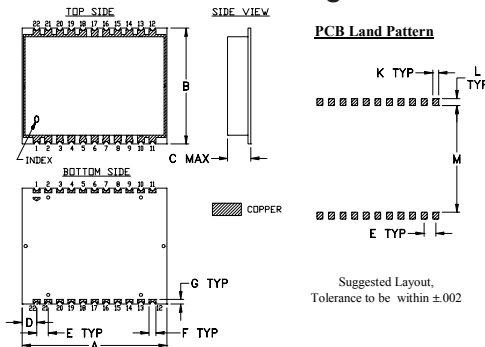 TOP SIDE
22 21 20 19 18 17 16 15 14 13 12
B
INDEX
1 2 3 4 5 6 7 8 9 10 11
SIDE VIEW
C MAX
PCB Land Pattern
K TYP
L
TYP
M
E TYP
Suggested Layout,
Tolerance to be within ±.002
BOTTOM SIDE
1 2 3 4 5 6 7 8 9 10 11
COPPER
22 21 20 19 18 17 16 15 14 13 12
G TYP
D
E TYP
F TYP
A